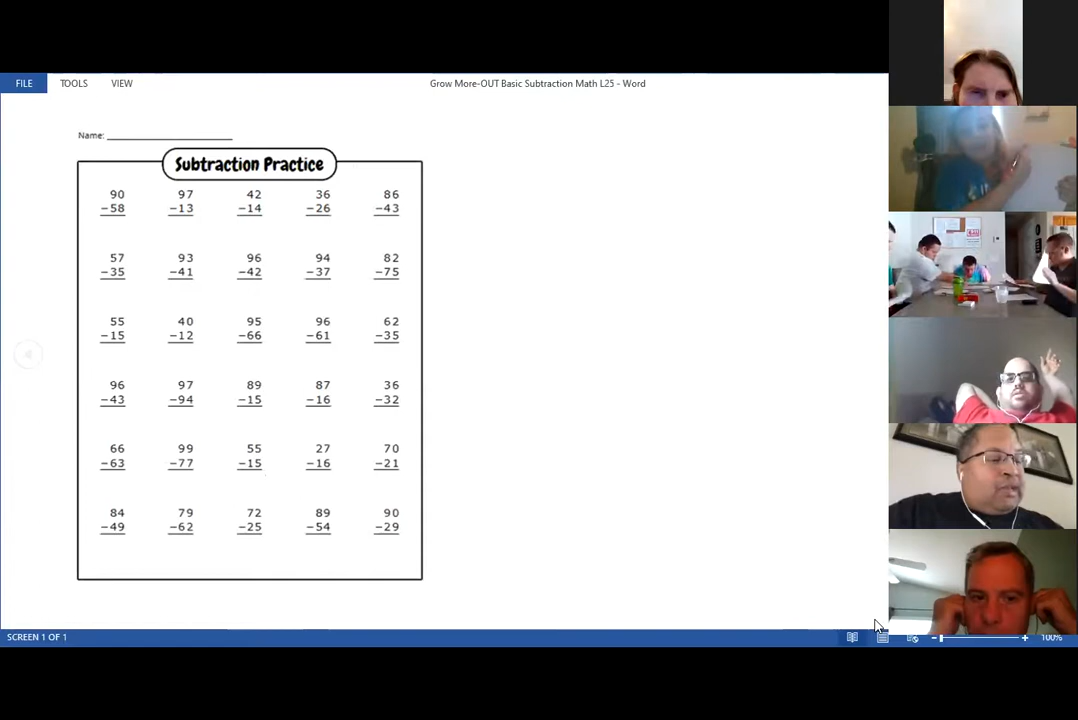 FILE TOOLS VIEW Grow More-OUT Basic Subtraction Math L25 - Word
Name: ____________________
Subtraction Practice
90 97 42 36 86
−58 −13 −14 −26 −43
57 93 96 94 82
−35 −41 −42 −37 −75
55 40 95 96 62
−15 −12 −66 −61 −35
96 97 89 87 36
−43 −94 −15 −16 −32
66 99 55 27 70
−63 −77 −15 −16 −21
84 79 72 89 90
−49 −62 −25 −54 −29
SCREEN 1 OF 1 100%